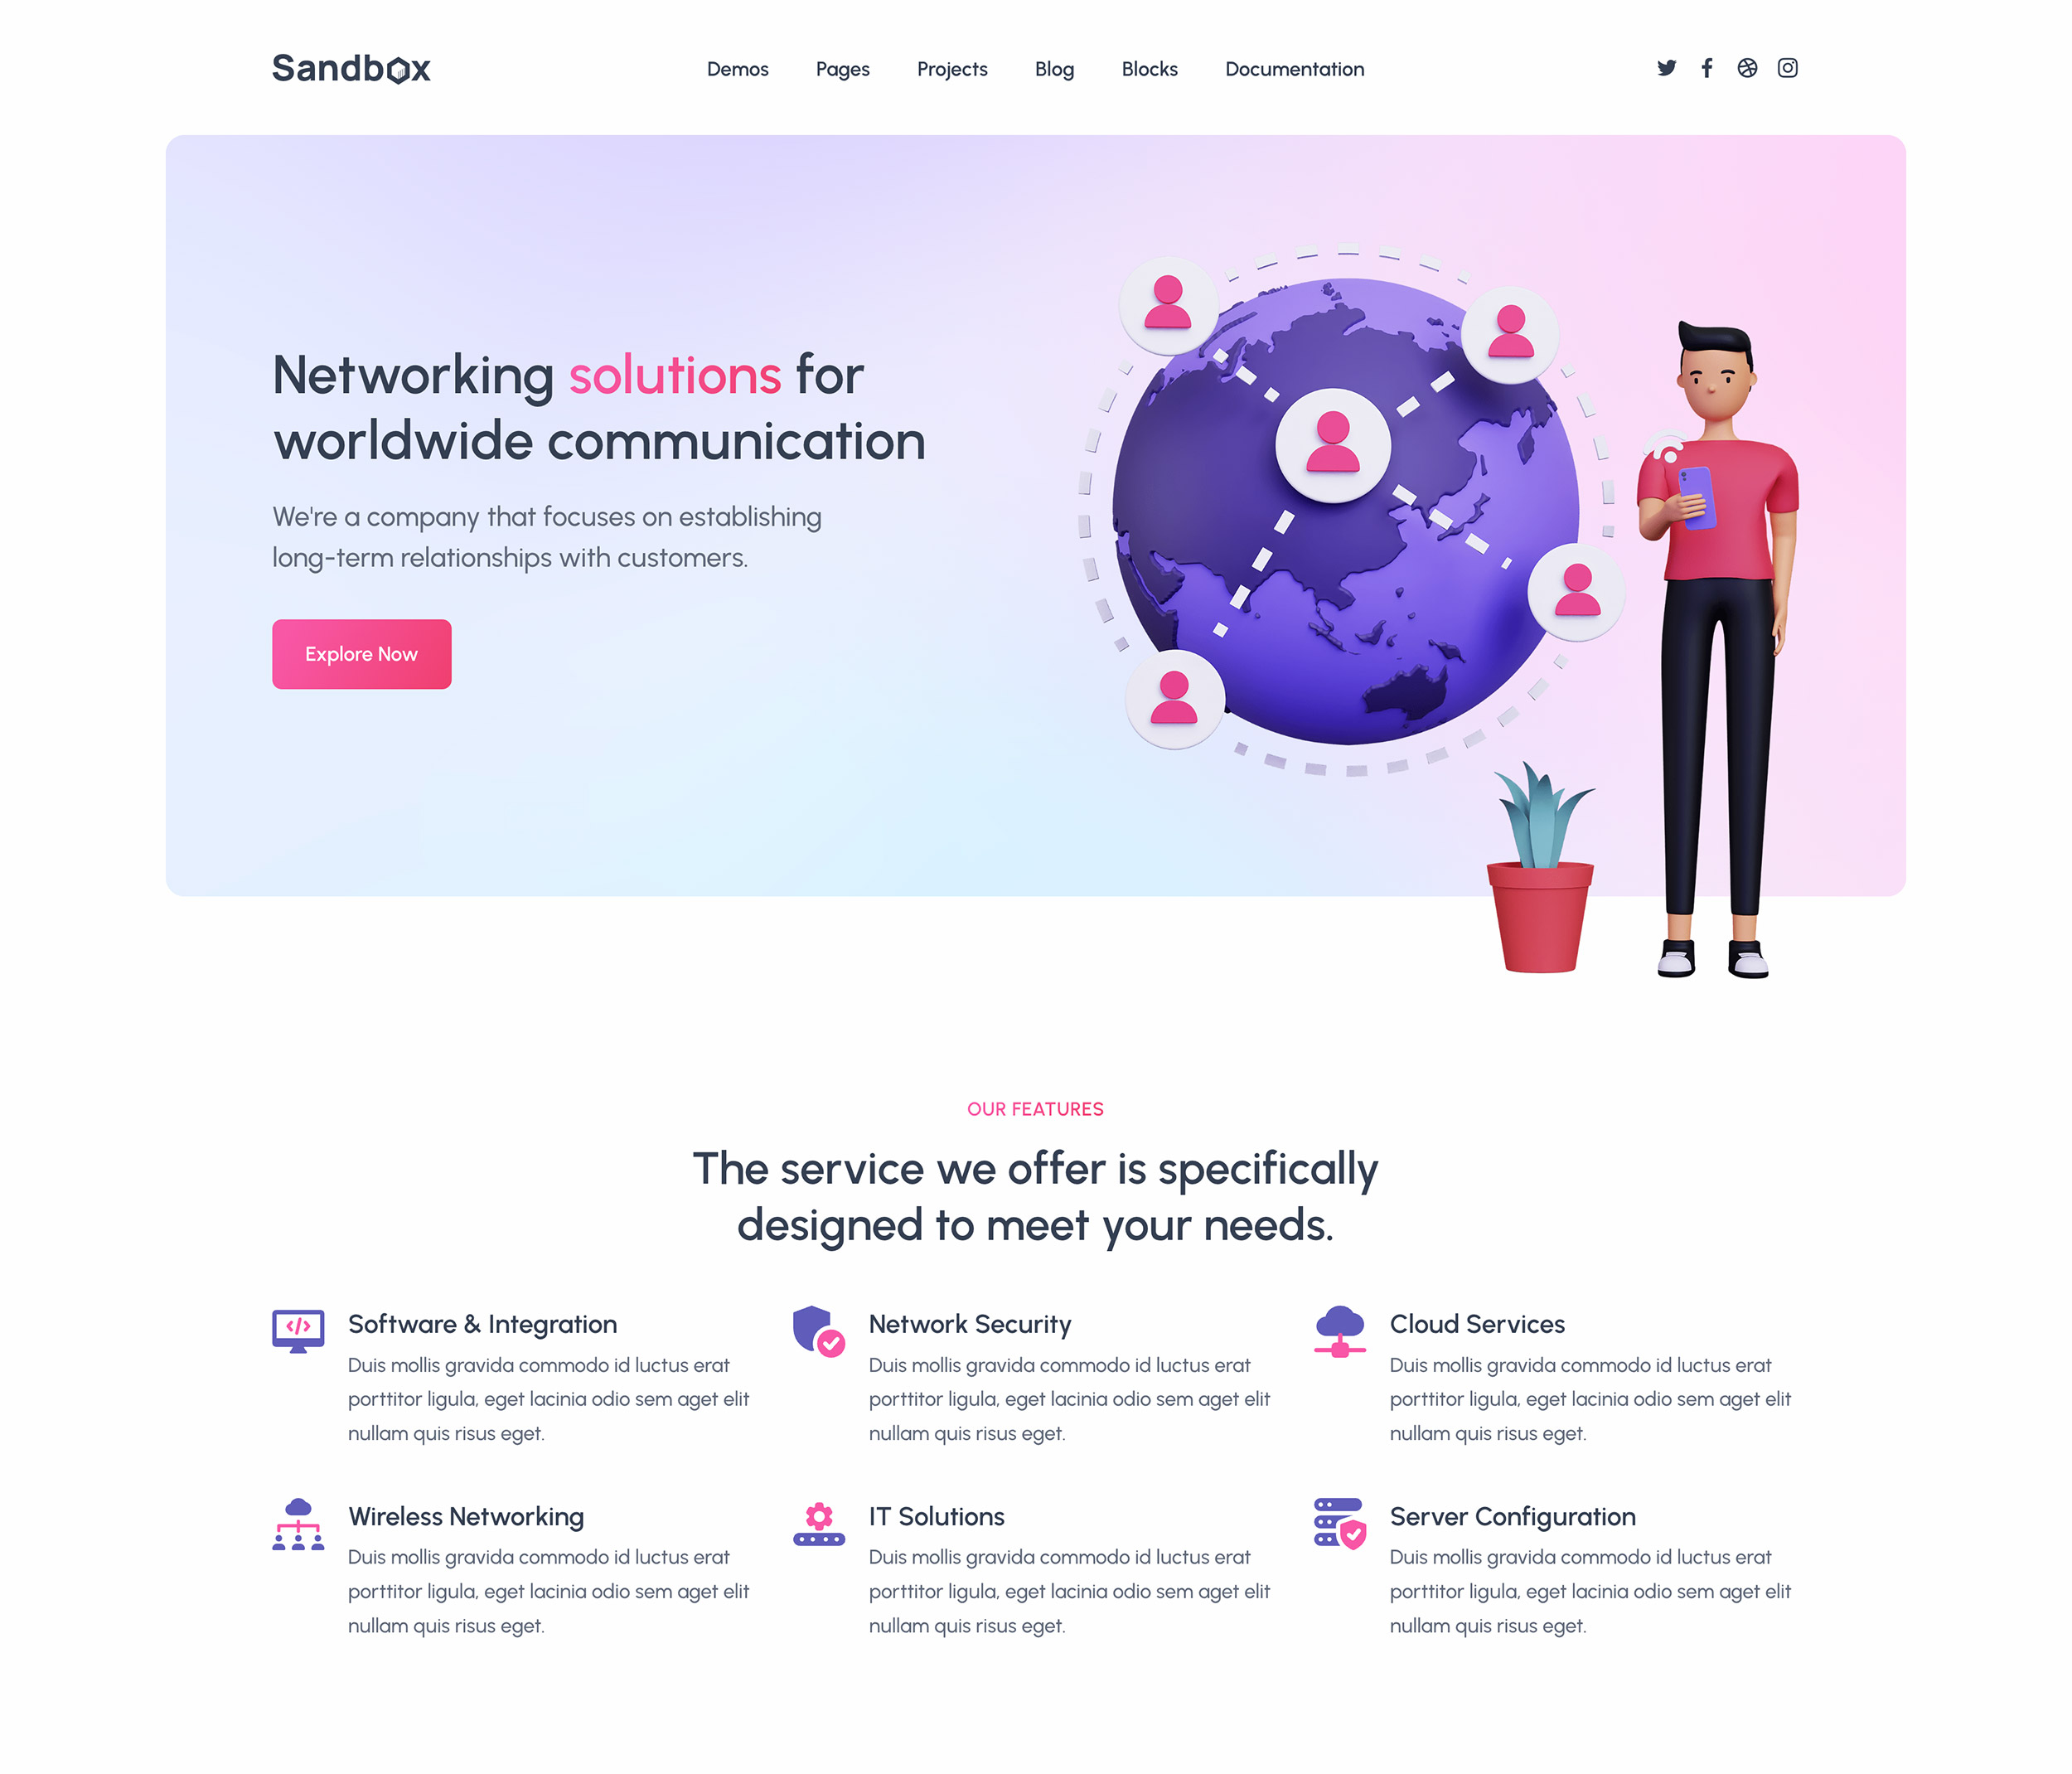 Sandbox
Demos Pages Projects Blog Blocks Documentation
Networking solutions for
worldwide communication
We're a company that focuses on establishing
long-term relationships with customers.
Explore Now
OUR FEATURES
The service we offer is specifically
designed to meet your needs.
Software & Integration
Duis mollis gravida commodo id luctus erat
porttitor ligula, eget lacinia odio sem aget elit
nullam quis risus eget.
Network Security
Duis mollis gravida commodo id luctus erat
porttitor ligula, eget lacinia odio sem aget elit
nullam quis risus eget.
Cloud Services
Duis mollis gravida commodo id luctus erat
porttitor ligula, eget lacinia odio sem aget elit
nullam quis risus eget.
Wireless Networking
Duis mollis gravida commodo id luctus erat
porttitor ligula, eget lacinia odio sem aget elit
nullam quis risus eget.
IT Solutions
Duis mollis gravida commodo id luctus erat
porttitor ligula, eget lacinia odio sem aget elit
nullam quis risus eget.
Server Configuration
Duis mollis gravida commodo id luctus erat
porttitor ligula, eget lacinia odio sem aget elit
nullam quis risus eget.